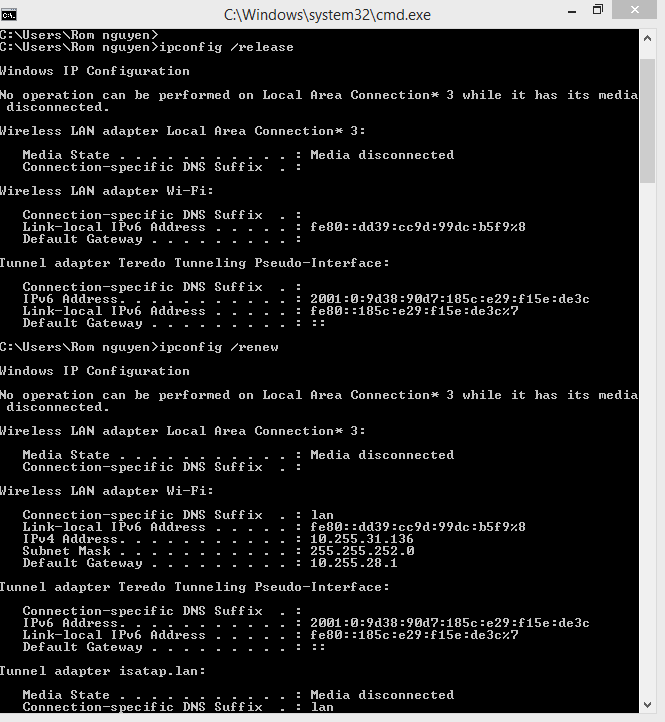 C:\Windows\system32\cmd.exe
C:\Users\Rom nguyen>
C:\Users\Rom nguyen>ipconfig /release
Windows IP Configuration
No operation can be performed on Local Area Connection* 3 while it has its media
 disconnected.
Wireless LAN adapter Local Area Connection* 3:
   Media State . . . . . . . . . . . : Media disconnected
   Connection-specific DNS Suffix  . :
Wireless LAN adapter Wi-Fi:
   Connection-specific DNS Suffix  . :
   Link-local IPv6 Address . . . . . : fe80::dd39:cc9d:99dc:b5f9%8
   Default Gateway . . . . . . . . . :
Tunnel adapter Teredo Tunneling Pseudo-Interface:
   Connection-specific DNS Suffix  . :
   IPv6 Address. . . . . . . . . . . : 2001:0:9d38:90d7:185c:e29:f15e:de3c
   Link-local IPv6 Address . . . . . : fe80::185c:e29:f15e:de3c%7
   Default Gateway . . . . . . . . . : ::
C:\Users\Rom nguyen>ipconfig /renew
Windows IP Configuration
No operation can be performed on Local Area Connection* 3 while it has its media
 disconnected.
Wireless LAN adapter Local Area Connection* 3:
   Media State . . . . . . . . . . . : Media disconnected
   Connection-specific DNS Suffix  . :
Wireless LAN adapter Wi-Fi:
   Connection-specific DNS Suffix  . : lan
   Link-local IPv6 Address . . . . . : fe80::dd39:cc9d:99dc:b5f9%8
   IPv4 Address. . . . . . . . . . . : 10.255.31.136
   Subnet Mask . . . . . . . . . . . : 255.255.252.0
   Default Gateway . . . . . . . . . : 10.255.28.1
Tunnel adapter Teredo Tunneling Pseudo-Interface:
   Connection-specific DNS Suffix  . :
   IPv6 Address. . . . . . . . . . . : 2001:0:9d38:90d7:185c:e29:f15e:de3c
   Link-local IPv6 Address . . . . . : fe80::185c:e29:f15e:de3c%7
   Default Gateway . . . . . . . . . : ::
Tunnel adapter isatap.lan:
   Media State . . . . . . . . . . . : Media disconnected
   Connection-specific DNS Suffix  . : lan